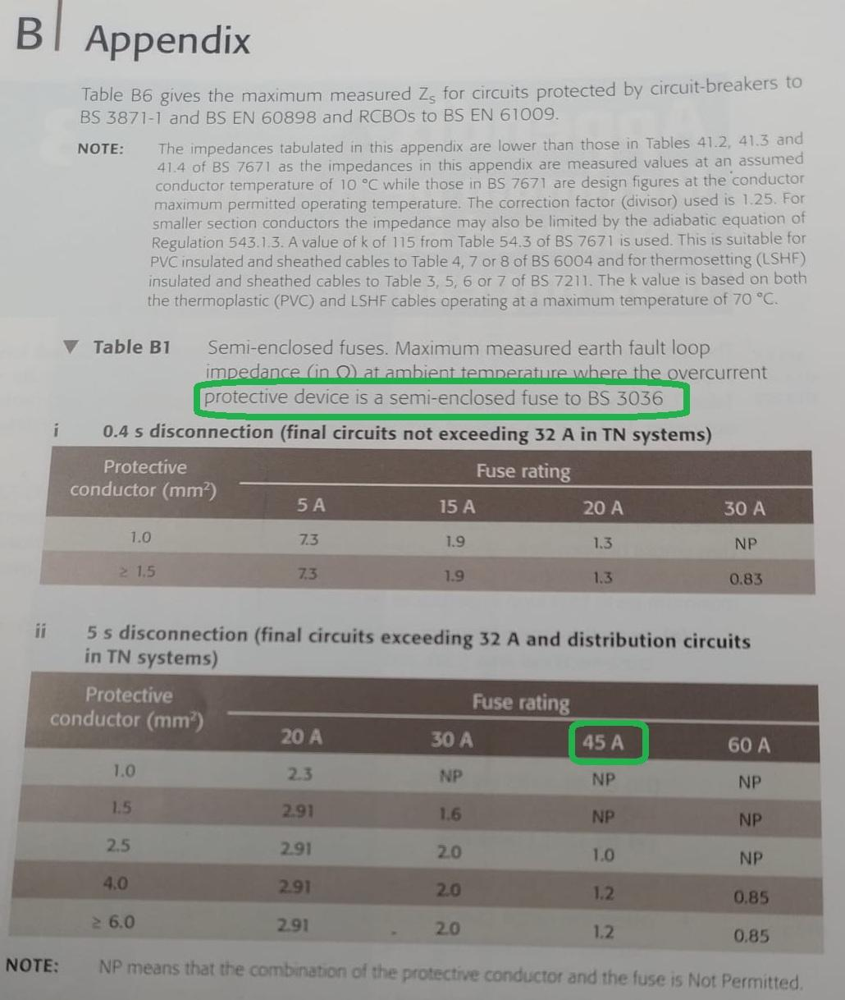 B Appendix
Table B6 gives the maximum measured Zs for circuits protected by circuit-breakers to
BS 3871-1 and BS EN 60898 and RCBOs to BS EN 61009.
NOTE: The impedances tabulated in this appendix are lower than those in Tables 41.2, 41.3 and
41.4 of BS 7671 as the impedances in this appendix are measured values at an assumed
conductor temperature of 10 °C while those in BS 7671 are design figures at the conductor
maximum permitted operating temperature. The correction factor (divisor) used is 1.25. For
smaller section conductors the impedance may also be limited by the adiabatic equation of
Regulation 543.1.3. A value of k of 115 from Table 54.3 of BS 7671 is used. This is suitable for
PVC insulated and sheathed cables to Table 4, 7 or 8 of BS 6004 and for thermosetting (LSHF)
insulated and sheathed cables to Table 3, 5, 6 or 7 of BS 7211. The k value is based on both
the thermoplastic (PVC) and LSHF cables operating at a maximum temperature of 70 °C.
▼ Table B1 Semi-enclosed fuses. Maximum measured earth fault loop
impedance (in Ω) at ambient temperature where the overcurrent
protective device is a semi-enclosed fuse to BS 3036
i 0.4 s disconnection (final circuits not exceeding 32 A in TN systems)
Protective conductor (mm²) Fuse rating
5 A 15 A 20 A 30 A
1.0 7.3 1.9 1.3 NP
≥ 1.5 7.3 1.9 1.3 0.83
ii 5 s disconnection (final circuits exceeding 32 A and distribution circuits
in TN systems)
Protective conductor (mm²) Fuse rating
20 A 30 A 45 A 60 A
1.0 2.3 NP NP NP
1.5 2.91 1.6 NP NP
2.5 2.91 2.0 1.0 NP
4.0 2.91 2.0 1.2 0.85
≥ 6.0 2.91 2.0 1.2 0.85
NOTE: NP means that the combination of the protective conductor and the fuse is Not Permitted.